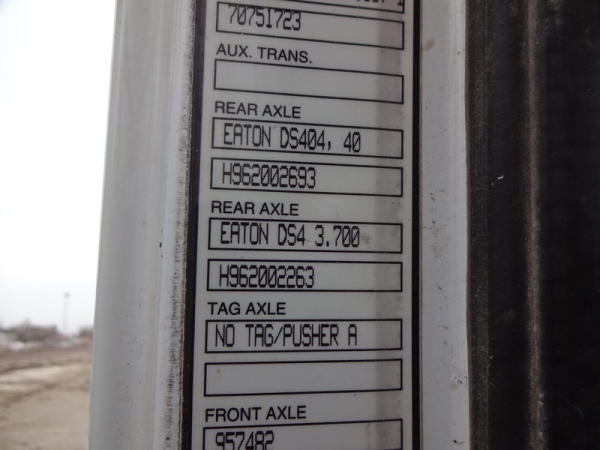 70751723
AUX. TRANS.
REAR AXLE
EATON DS404, 40
H962002693
REAR AXLE
EATON DS4 3.700
H962002263
TAG AXLE
NO TAG/PUSHER A
FRONT AXLE
957482